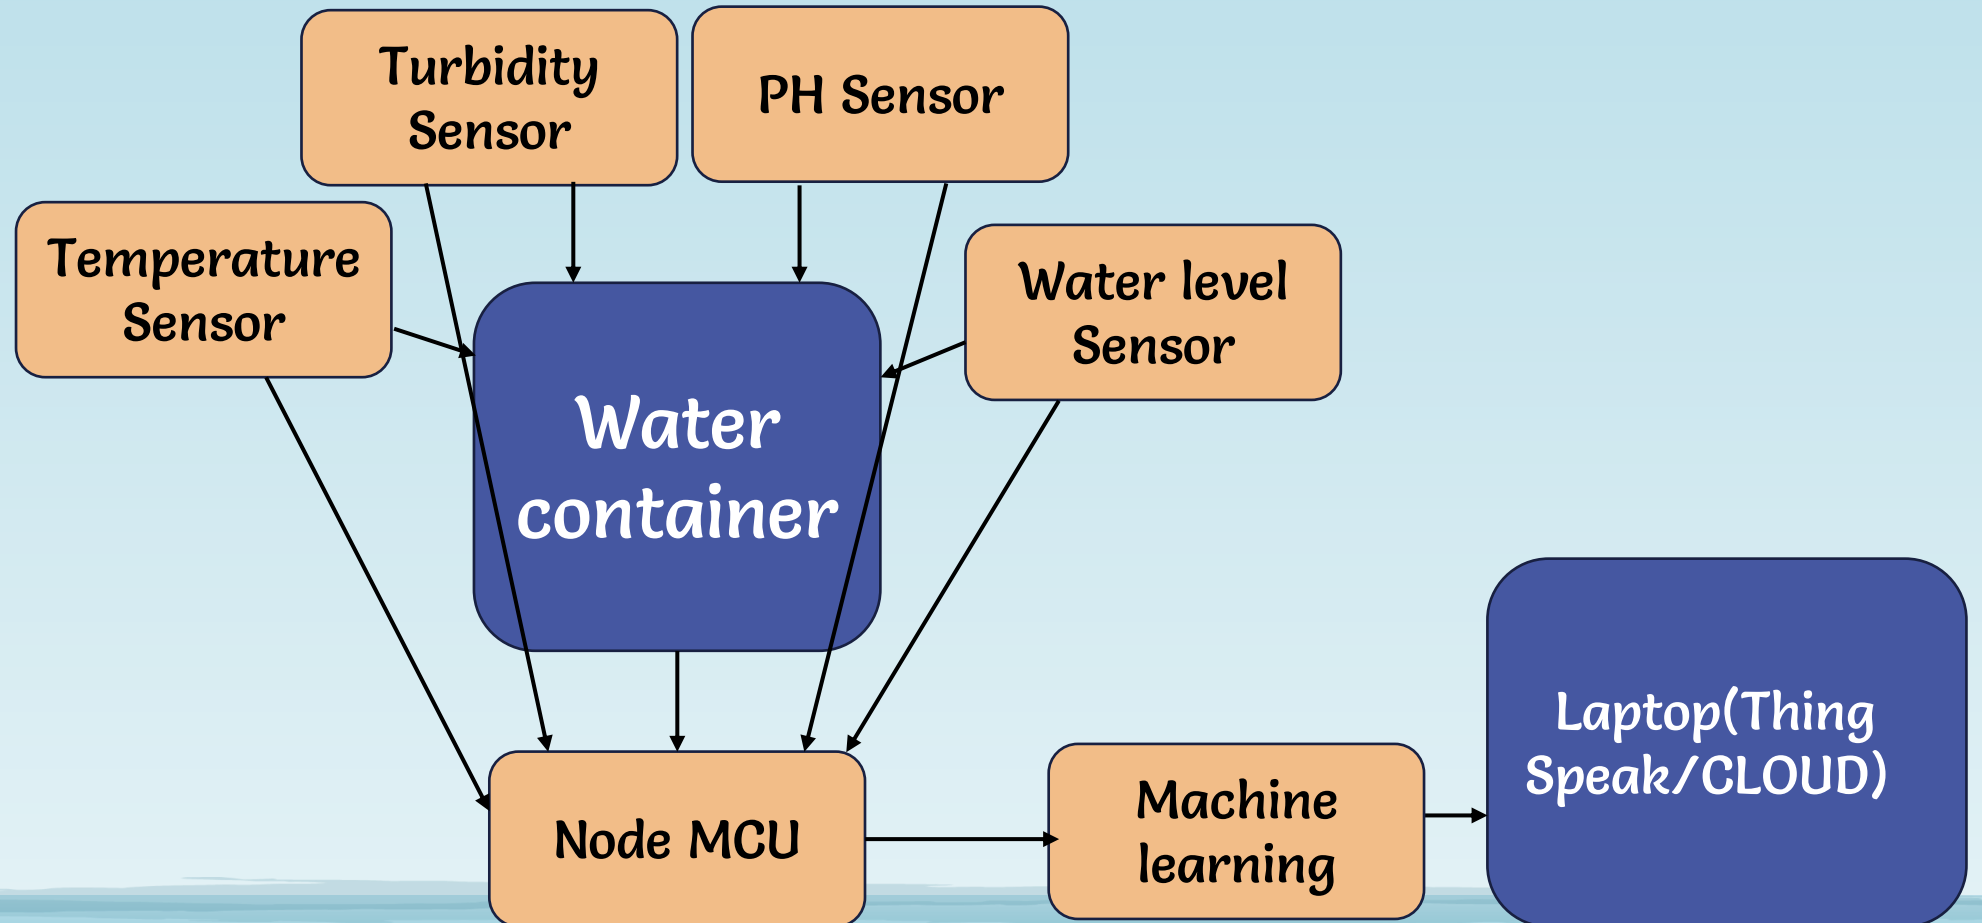 Turbidity
Sensor
PH Sensor
Temperature
Sensor
Water level
Sensor
Water
container
Laptop(Thing
Speak/CLOUD)
Node MCU
Machine
learning